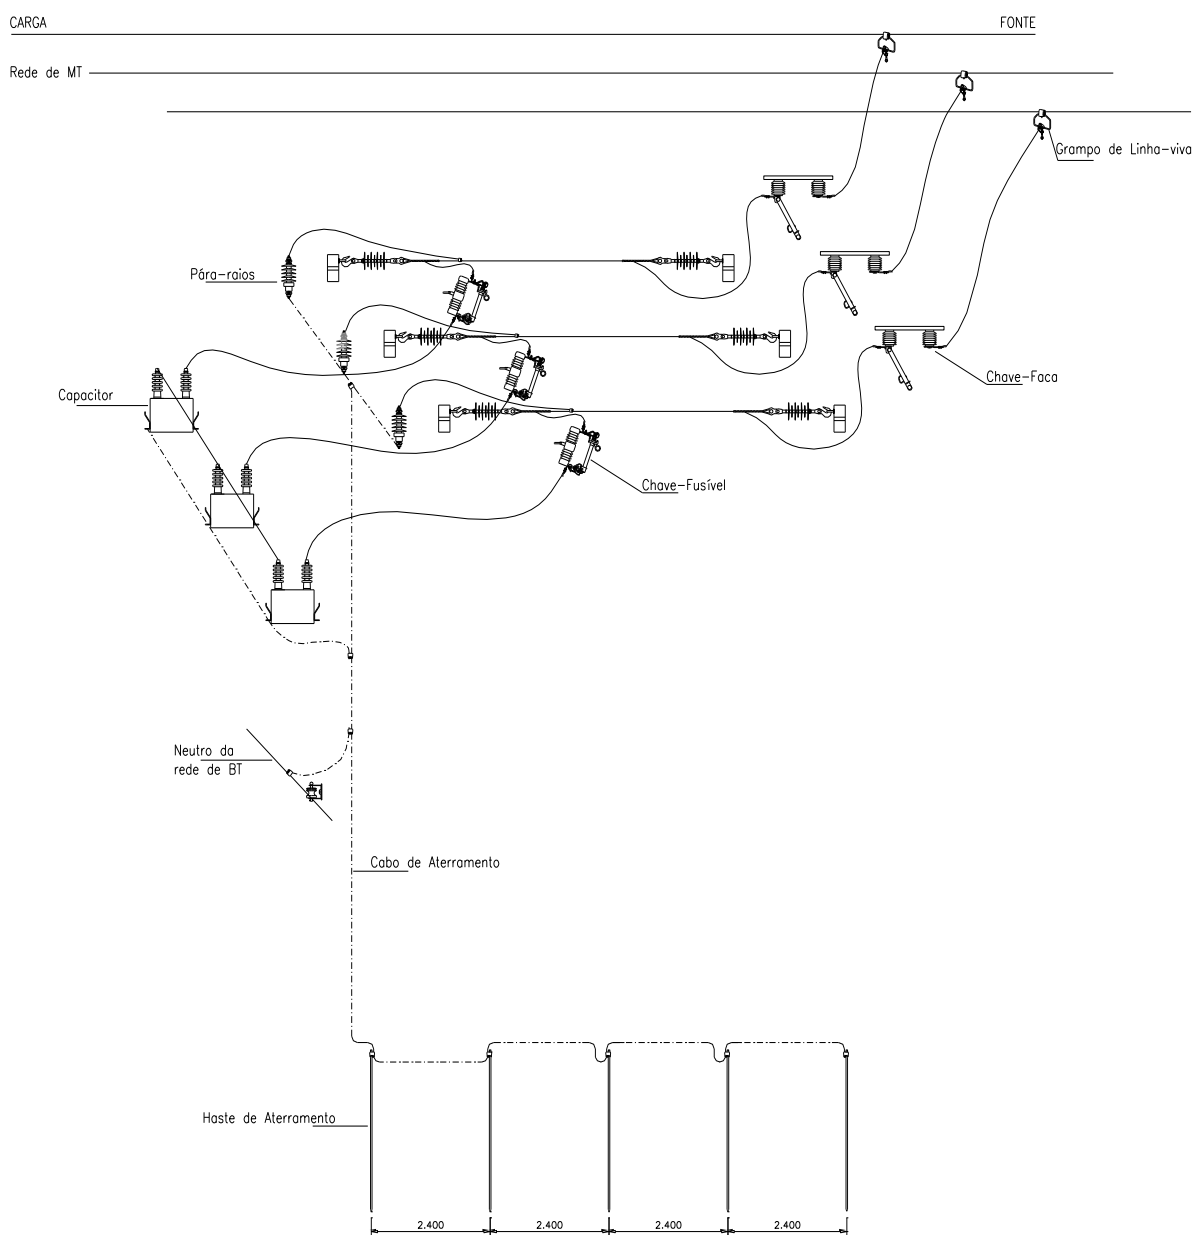 CARGA
FONTE
Rede de MT
Grampo de Linha-viva
Pára-raios
Chave-Faca
Capacitor
Chave-Fusível
Neutro da
rede de BT
Cabo de Aterramento
Haste de Aterramento
2.400
2.400
2.400
2.400